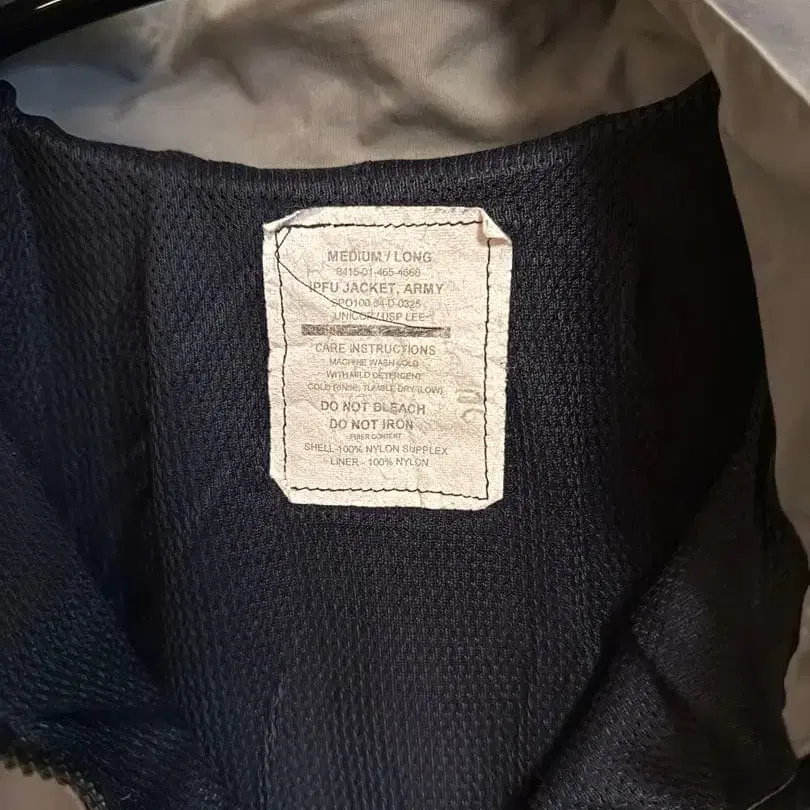 MEDIUM / LONG
8415-01-465-4668
IPFU JACKET, ARMY
SPO100-04-D-0325
UNICOR / USP LEE
CARE INSTRUCTIONS
MACHINE WASH COLD
WITH MILD DETERGENT
COLD RINSE, TUMBLE DRY (LOW)
DO NOT BLEACH
DO NOT IRON
FIBER CONTENT
SHELL-100% NYLON SUPPLEX
LINER - 100% NYLON